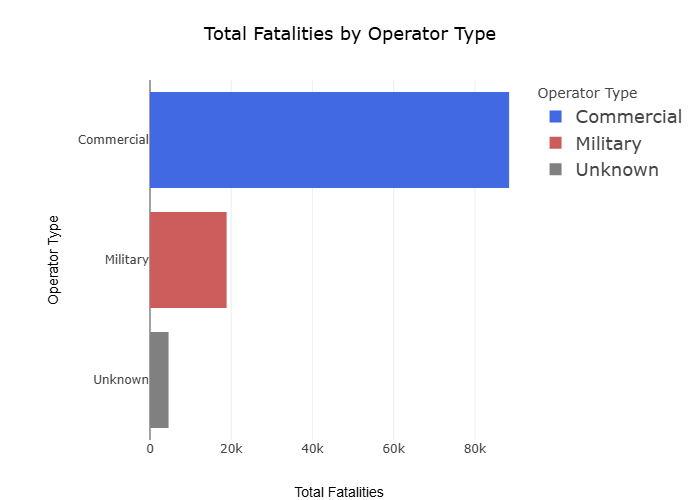 Total Fatalities by Operator Type
Operator Type
Commercial
Military
Unknown
Operator Type
Commercial
Military
Unknown
0 20k 40k 60k 80k
Total Fatalities